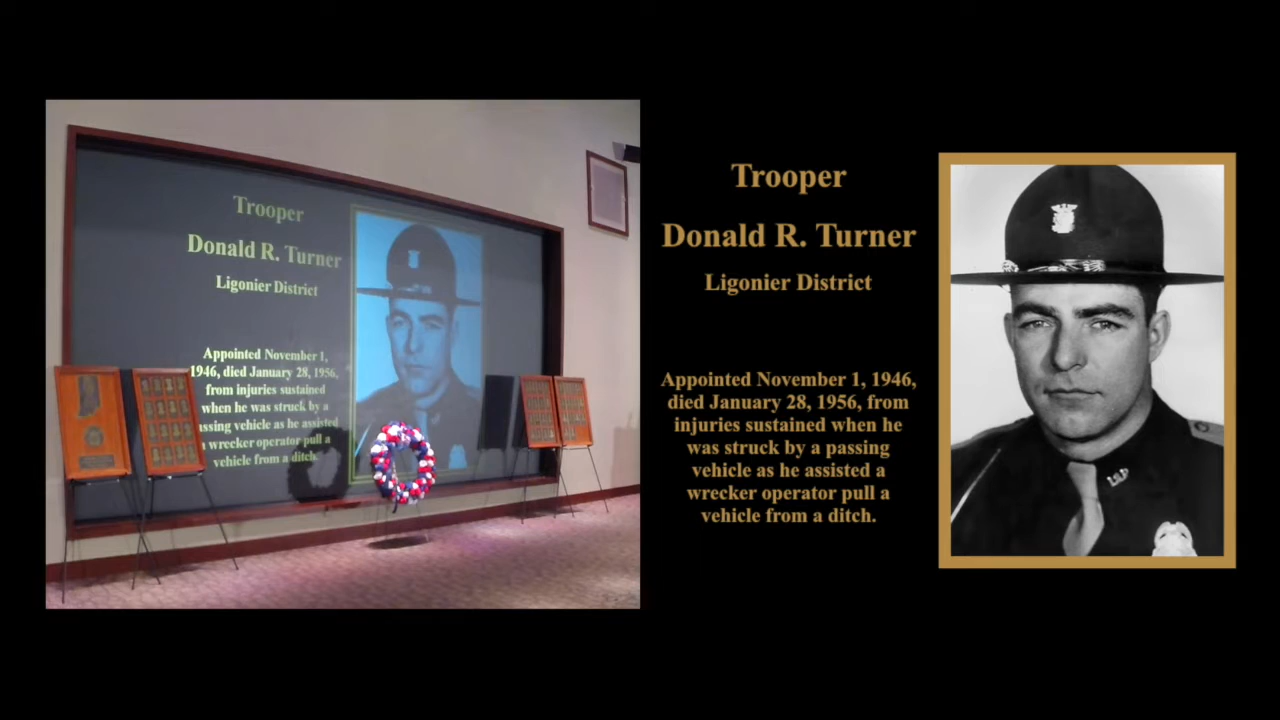 Trooper
Donald R. Turner
Ligonier District
Appointed November 1,
1946, died January 28, 1956,
from injuries sustained
when he was struck by a
passing vehicle as he assisted
a wrecker operator pull a
vehicle from a ditch.
Trooper
Donald R. Turner
Ligonier District
Appointed November 1, 1946,
died January 28, 1956, from
injuries sustained when he
was struck by a passing
vehicle as he assisted a
wrecker operator pull a
vehicle from a ditch.
ISP